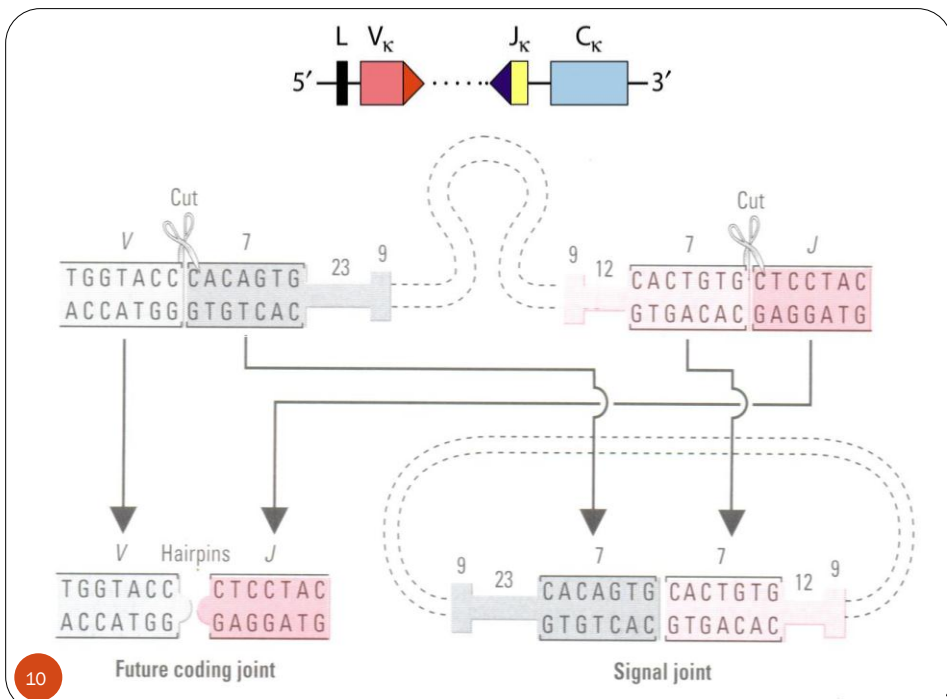 L Vκ Jκ Cκ
5′ 3′
Cut Cut
V 7 23 9 9 12 7 J
TGGTACC CACAGTG CACTGTG CTCCTAC
ACCATGG GTGTCAC GTGACAC GAGGATG
V Hairpins J 9 23 7 7 12 9
TGGTACC CTCCTAC CACAGTG CACTGTG
ACCATGG GAGGATG GTGTCAC GTGACAC
Future coding joint Signal joint
10